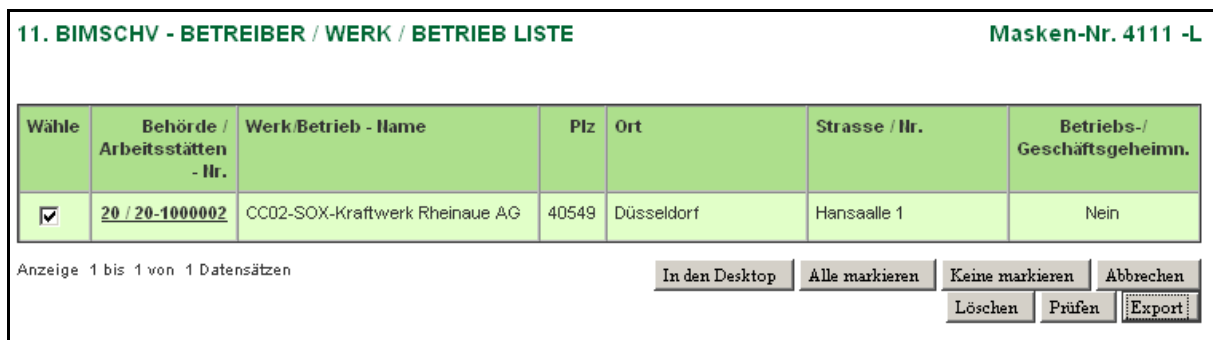 11. BIMSCHV - BETREIBER / WERK / BETRIEB LISTE Masken-Nr. 4111 -L
Wähle Behörde / Arbeitsstätten - Nr. Werk/Betrieb - Name Plz Ort Strasse / Nr. Betriebs-/ Geschäftsgeheimn.
20 / 20-1000002 CC02-SOX-Kraftwerk Rheinaue AG 40549 Düsseldorf Hansaalle 1 Nein
Anzeige 1 bis 1 von 1 Datensätzen
In den Desktop Alle markieren Keine markieren Abbrechen
Löschen Prüfen Export